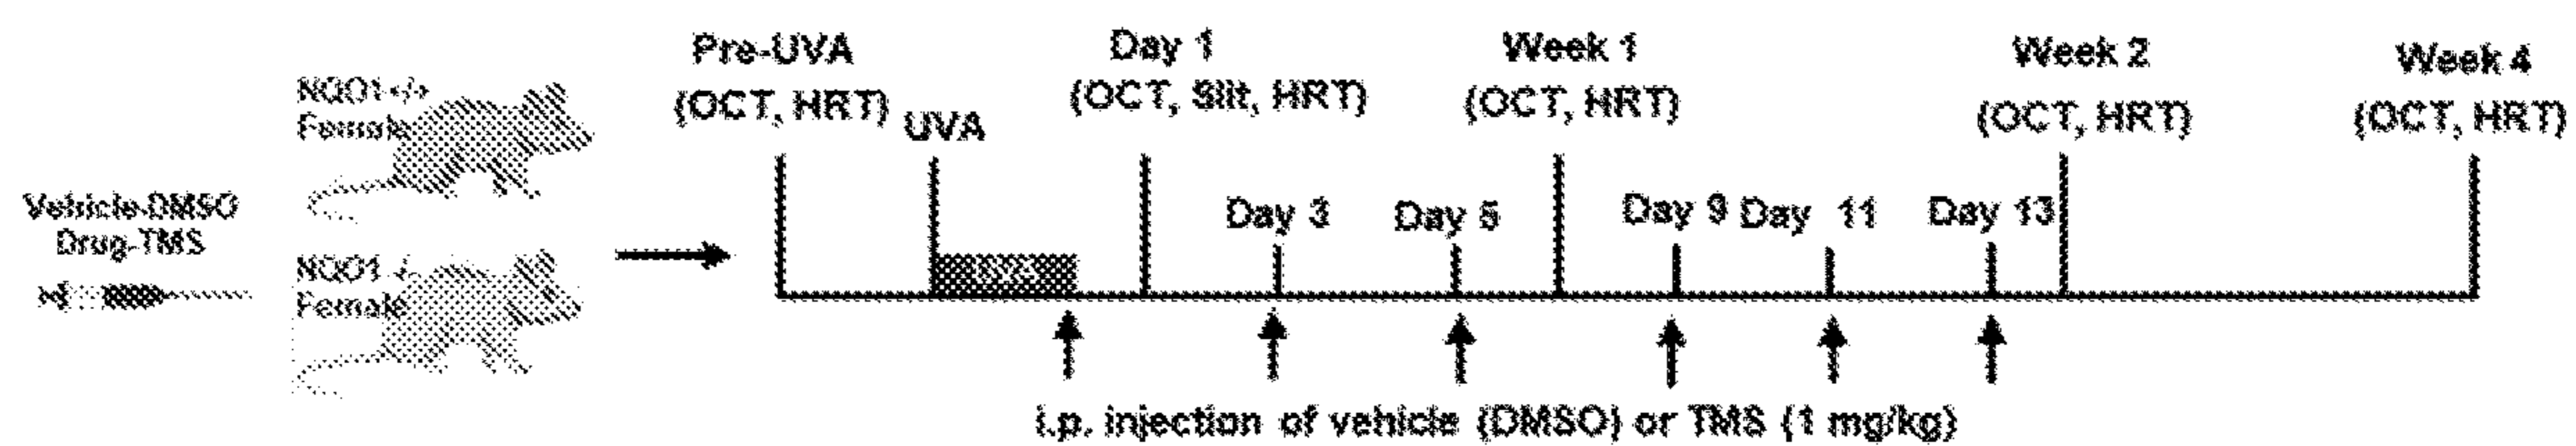 Pre-UVA
(OCT, HRT)
UVA
Day 1
(OCT, Slit, HRT)
Week 1
(OCT, HRT)
Week 2
(OCT, HRT)
Week 4
(OCT, HRT)
NQO1+/+
Female
Vehicle-DMSO
Drug-TMS
NQO1 -/-
Female
Day 3
Day 5
Day 9
Day 11
Day 13
i.p. injection of vehicle (DMSO) or TMS (1 mg/kg)